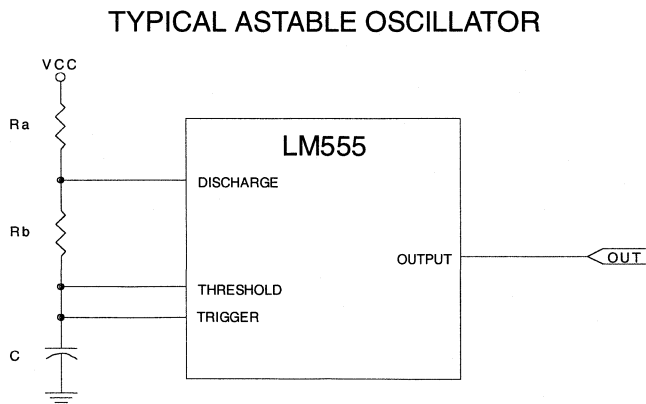 TYPICAL ASTABLE OSCILLATOR
VCC
Ra
LM555
DISCHARGE
Rb
OUTPUT
OUT
THRESHOLD
TRIGGER
C